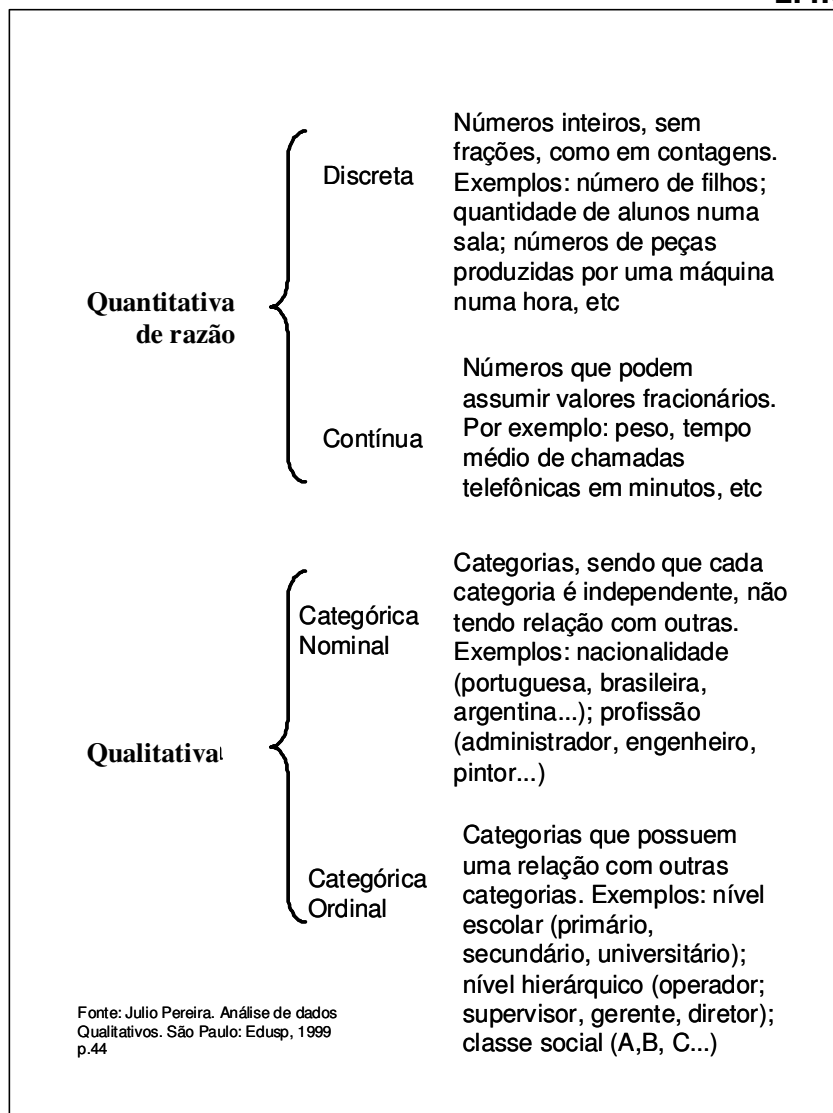 Números inteiros, sem
frações, como em contagens.
Discreta
Exemplos: número de filhos;
quantidade de alunos numa
sala; números de peças
produzidas por uma máquina
numa hora, etc
Quantitativa
de razão
Números que podem
assumir valores fracionários.
Contínua
Por exemplo: peso, tempo
médio de chamadas
telefônicas em minutos, etc
Categorias, sendo que cada
categoria é independente, não
tendo relação com outras.
Categórica
Nominal
Exemplos: nacionalidade
(portuguesa, brasileira,
argentina...); profissão
(administrador, engenheiro,
pintor...)
Qualitativa
Categorias que possuem
uma relação com outras
categorias. Exemplos: nível
Categórica
Ordinal
escolar (primário,
secundário, universitário);
nível hierárquico (operador;
supervisor, gerente, diretor);
classe social (A,B, C...)
Fonte: Julio Pereira. Análise de dados
Qualitativos. São Paulo: Edusp, 1999
p.44